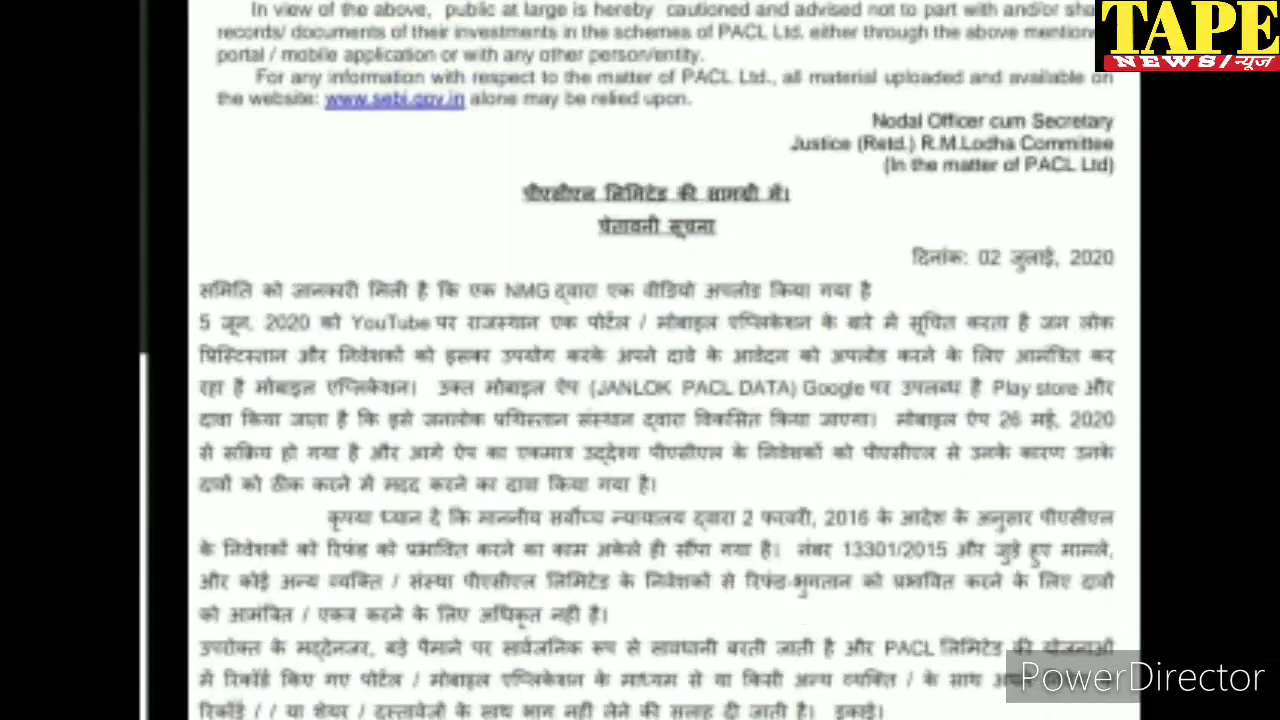 In view of the above, public at large is hereby cautioned and advised not to part with and/or sha
records/ documents of their investments in the schemes of PACL Ltd. either through the above mention
portal / mobile application or with any other person/entity.
For any information with respect to the matter of PACL Ltd., all material uploaded and available on
the website: www.sebi.gov.in alone may be relied upon.
Nodal Officer cum Secretary
Justice (Retd.) R.M.Lodha Committee
(In the matter of PACL Ltd)
पीएसीएल लिमिटेड की सामग्री में।
चेतावनी सूचना
दिनांक: 02 जुलाई, 2020
समिति को जानकारी मिली है कि एक NMG द्वारा एक वीडियो अपलोड किया गया है
5 जून, 2020 को YouTube पर राजस्थान एक पोर्टल / मोबाइल एप्लिकेशन के बारे में सूचित करता है जन लोक
और निवेशकों को इसका उपयोग करके अपने दावे के आवेदन को अपलोड करने के लिए आमंत्रित कर
रहा है मोबाइल एप्लिकेशन। उक्त मोबाइल ऐप (JANLOK PACL DATA) Google पर उपलब्ध है Play store और
दावा किया जाता है कि इसे जनलोक संस्थान द्वारा विकसित किया जाएगा। मोबाइल ऐप 26 मई, 2020
से सक्रिय हो गया है और आगे ऐप का एकमात्र उद्देश्य पीएसीएल के निवेशकों को पीएसीएल से उनके कारण उनके
दावों को ठीक करने में मदद करने का दावा किया गया है।
कृपया ध्यान दें कि माननीय सर्वोच्च न्यायालय द्वारा 2 फरवरी, 2016 के आदेश के अनुसार पीएसीएल
के निवेशकों को रिफंड को प्रभावित करने का काम अकेले ही सौंपा गया है। नंबर 13301/2015 और जुड़े हुए मामले,
और कोई अन्य व्यक्ति / संस्था पीएसीएल लिमिटेड के निवेशकों से रिफंड-भुगतान को प्रभावित करने के लिए दावों
को आमंत्रित / एकत्र करने के लिए अधिकृत नहीं है।
उपरोक्त के मद्देनजर, बड़े पैमाने पर सार्वजनिक रूप से सावधानी बरती जाती है और PACL लिमिटेड की योजनाओं
में रिकॉर्ड किए गए पोर्टल / मोबाइल एप्लिकेशन के माध्यम से या किसी अन्य व्यक्ति / के साथ
रिकॉर्ड / / या शेयर / दस्तावेजों के साथ भाग नहीं लेने की सलाह दी जाती है। इकाई।
TAPE
NEWS/न्यूज
PowerDirector